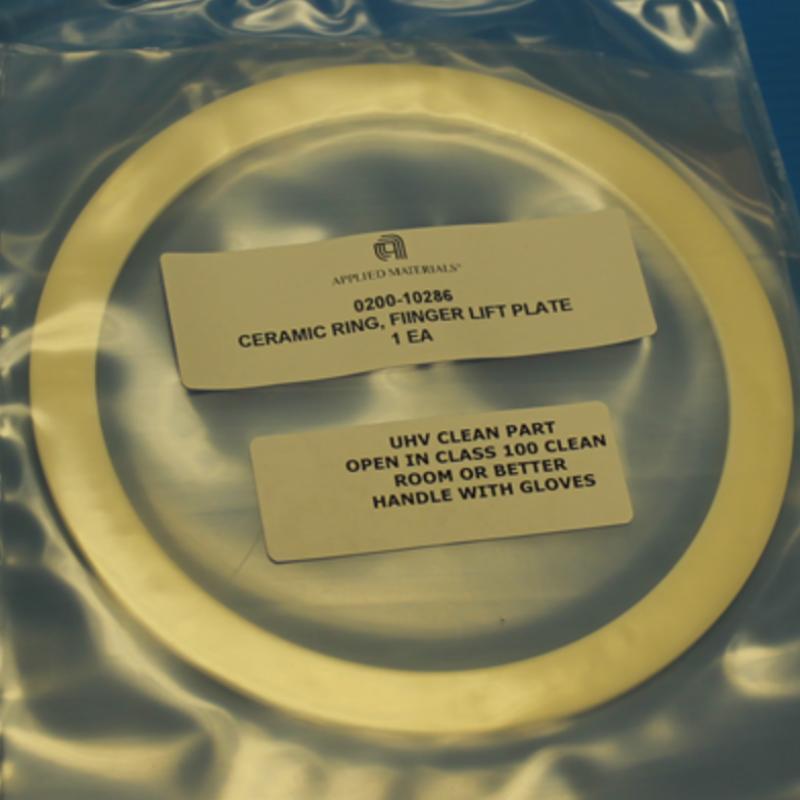 APPLIED MATERIALS®
0200-10286
CERAMIC RING, FIINGER LIFT PLATE
1 EA
UHV CLEAN PART
OPEN IN CLASS 100 CLEAN
ROOM OR BETTER
HANDLE WITH GLOVES